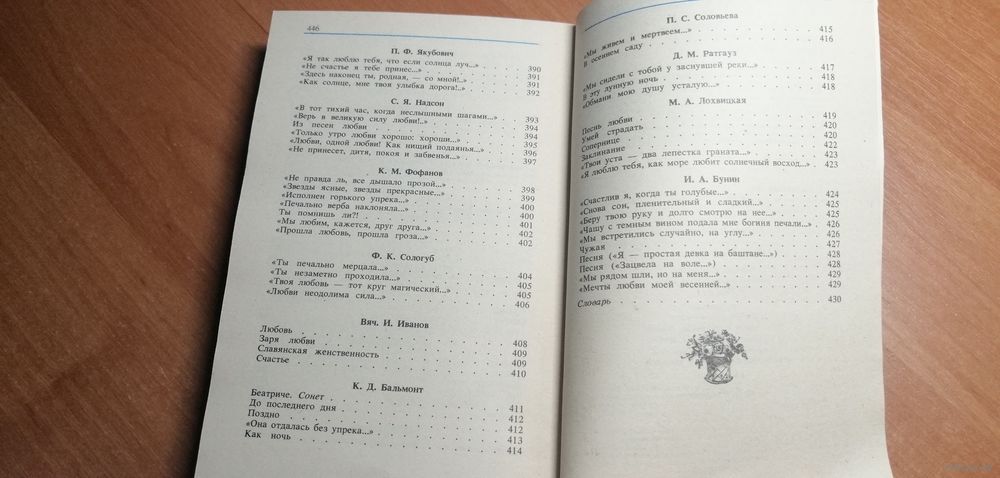 446
П. Ф. Якубович
«Я так люблю тебя, что если солнца луч...» . 390
«Не счастье я тебе принес...» . . . . . . 391
«Здесь наконец ты, родная, — со мной!..» . . 391
«Как солнце, мне твоя улыбка дорога!..» . . 392
С. Я. Надсон
«В тот тихий час, когда неслышными шагами...» . 393
«Верь в великую силу любви!..» . . . . . 394
Из песен любви . . . . . . . . 394
«Только утро любви хорошо: хороши...» . . . 395
«Любви, одной любви! Как нищий подаянья...» . 396
«Не принесет, дитя, покоя и забвенья...» . . 397
К. М. Фофанов
«Не правда ль, все дышало прозой...» . . . 398
«Звезды ясные, звезды прекрасные...» . . . 399
«Исполнен горького упрека...» . . . . . 400
«Печально верба наклоняла...» . . . . . 400
Ты помнишь ли?! . . . . . . . 401
«Мы любим, кажется, друг друга...» . . . . 402
«Прошла любовь, прошла гроза...» . . . . 402
Ф. К. Сологуб
«Ты печально мерцала...» . . . . . . 404
«Ты незаметно проходила...» . . . . . 405
«Твоя любовь — тот круг магический...» . . . 405
«Любви неодолима сила...» . . . . . . 406
Вяч. И. Иванов
Любовь . . . . . . . . . . 408
Заря любви . . . . . . . . . 409
Славянская женственность . . . . . . 409
Счастье . . . . . . . . . . 410
К. Д. Бальмонт
Беатриче. Сонет . . . . . . . . 411
До последнего дня . . . . . . . . 412
Поздно . . . . . . . . . . 412
«Она отдалась без упрека...» . . . . . 413
Как ночь . . . . . . . . . . 414
П. С. Соловьева
«Мы живем и мертвеем...» . . . . . . 415
В осеннем саду . . . . . . . . 416
Д. М. Ратгауз
«Мы сидели с тобой у заснувшей реки...» . . 417
В эту лунную ночь . . . . . . . . 418
«Обмани мою душу усталую...» . . . . . 418
М. А. Лохвицкая
Песнь любви . . . . . . . . . 419
Умей страдать . . . . . . . . . 420
Сопернице . . . . . . . . . . 420
Заклинание . . . . . . . . . 422
«Твои уста — два лепестка граната...» . . . 423
«Я люблю тебя, как море любит солнечный восход...» . 423
И. А. Бунин
«Счастлив я, когда ты голубые...» . . . . 424
«Снова сон, пленительный и сладкий...» . . . 425
«Беру твою руку и долго смотрю на нее...» . . 425
«Чашу с темным вином подала мне богиня печали...» . 426
«Мы встретились случайно, на углу...» . . . 426
Чужая . . . . . . . . . . 427
Песня («Я — простая девка на баштане...») . . 428
Песня («Зацвела на воле...») . . . . . 428
«Мы рядом шли, но на меня...» . . . . . 429
«Мечты любви моей весенней...» . . . . . 429
Словарь . . . . . . . . . . 430